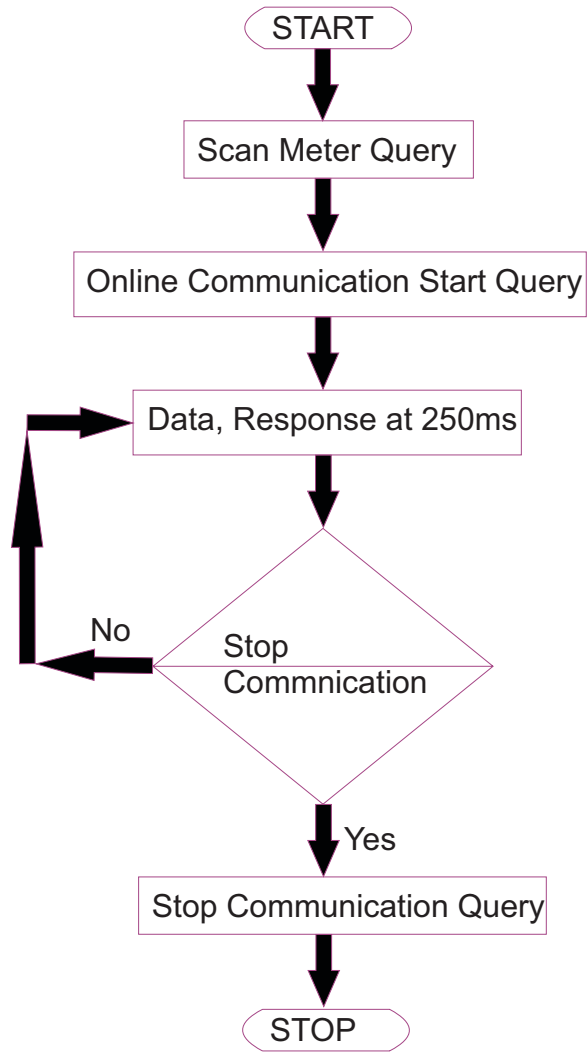 START
Scan Meter Query
Online Communication Start Query
Data, Response at 250ms
No
Stop
Commnication
Yes
Stop Communication Query
STOP